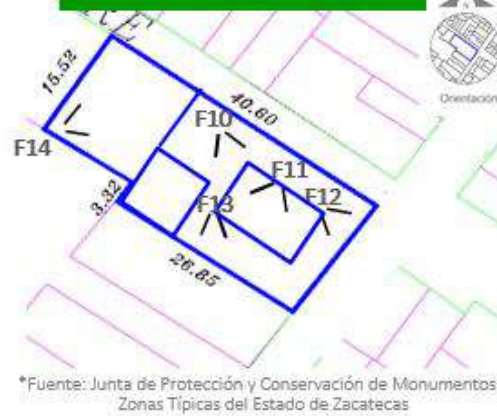 N
Orientación
CE
15.52
40.60
F10
F14
F11
F12
3.32
F13
26.85
*Fuente: Junta de Protección y Conservación de Monumentos
Zonas Típicas del Estado de Zacatecas